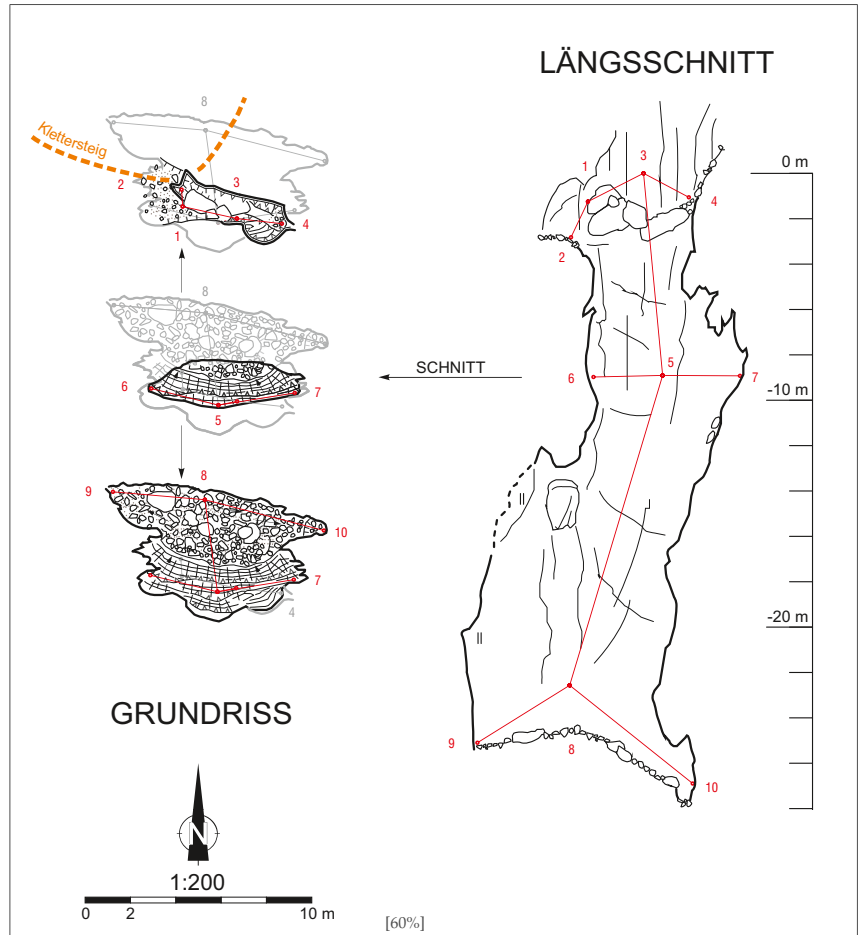 LÄNGSSCHNITT
8
Klettersteig
2
3
1
4
1
3
4
2
0 m
8
6
7
5
SCHNITT
6
5
7
-10 m
9
8
10
7
4
II
II
-20 m
9
8
10
GRUNDRISS
N
1:200
0 2 10 m
[60%]